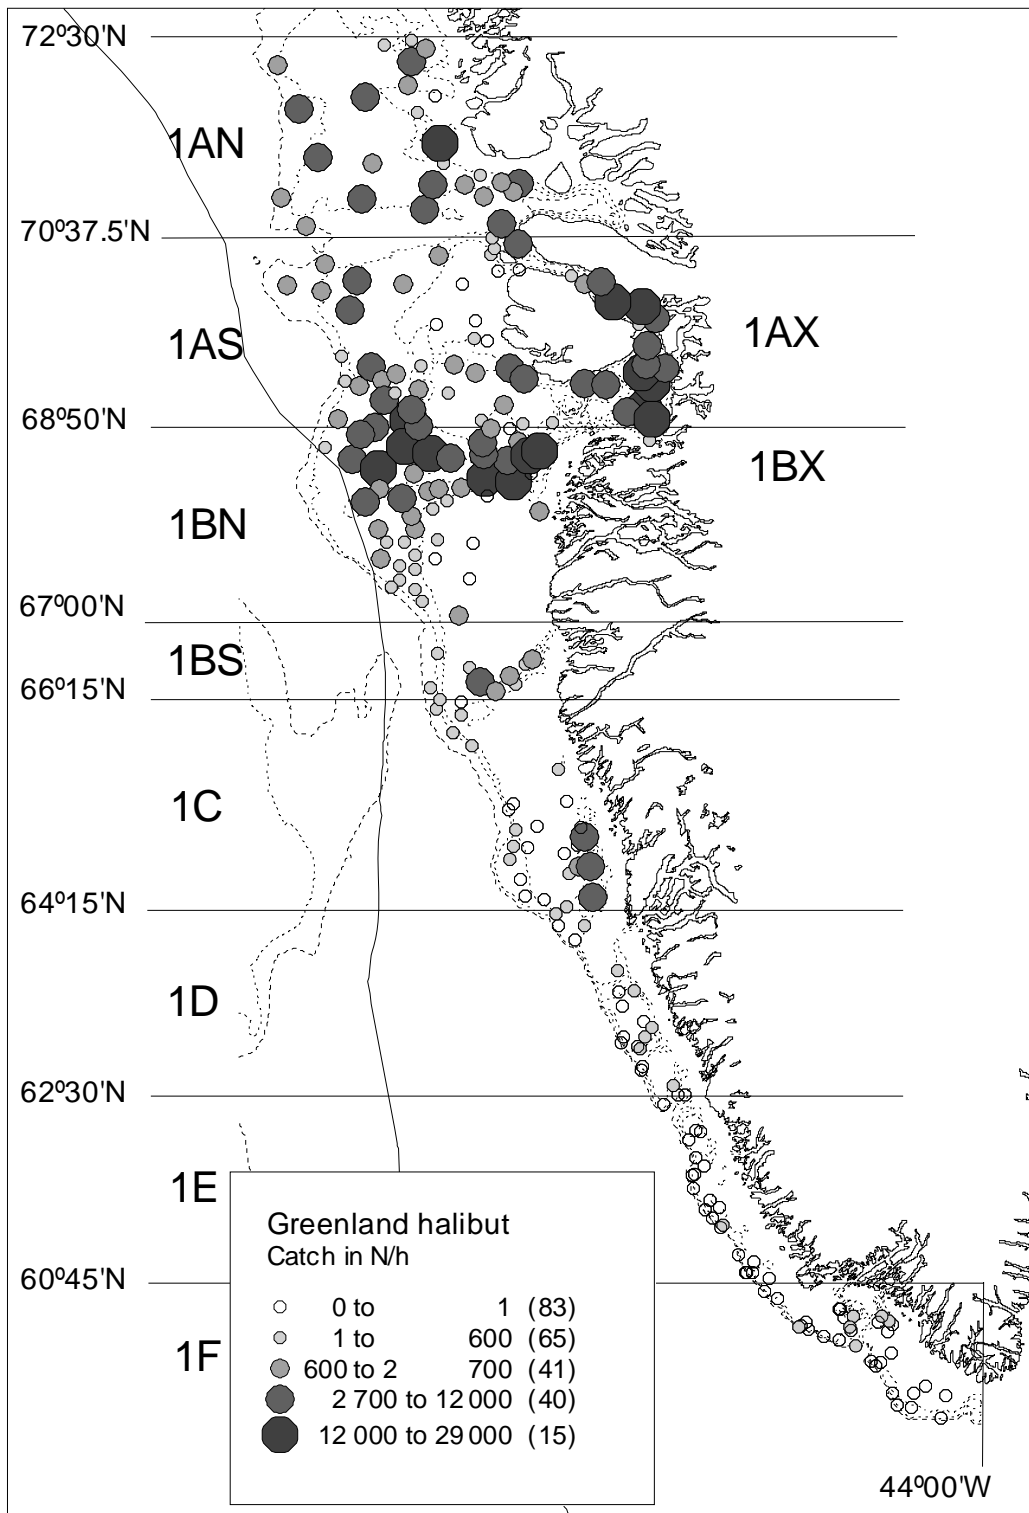 72º30'N
1AN
70º37.5'N
1AS
1AX
68º50'N
1BX
1BN
67º00'N
1BS
66º15'N
1C
64º15'N
1D
62º30'N
1E
60º45'N
1F
Greenland halibut
Catch in N/h
0 to 1 (83)
1 to 600 (65)
600 to 2 700 (41)
2 700 to 12 000 (40)
12 000 to 29 000 (15)
44º00'W